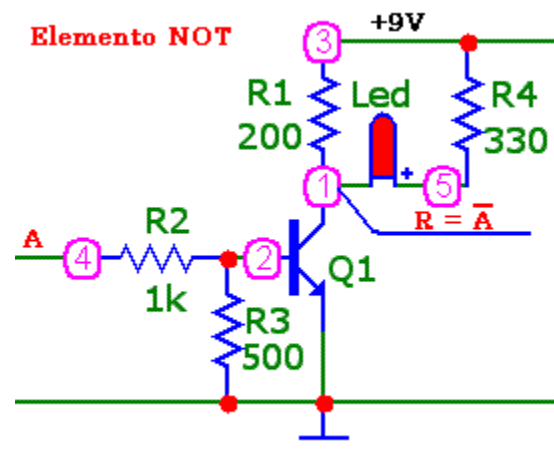 +9V
Elemento NOT
3
R1
Led
R4
200
330
1
+
5
R = A̅
A
R2
4
2
Q1
1k
R3
500